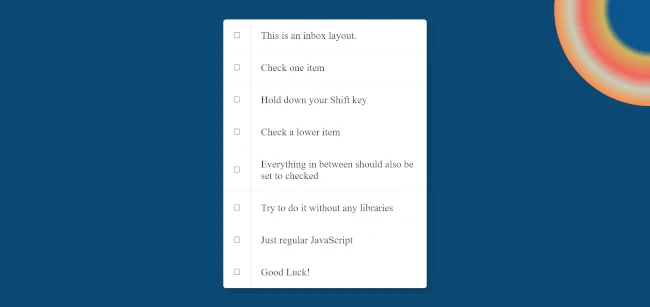 This is an inbox layout.
Check one item
Hold down your Shift key
Check a lower item
Everything in between should also be
set to checked
Try to do it without any libraries
Just regular JavaScript
Good Luck!